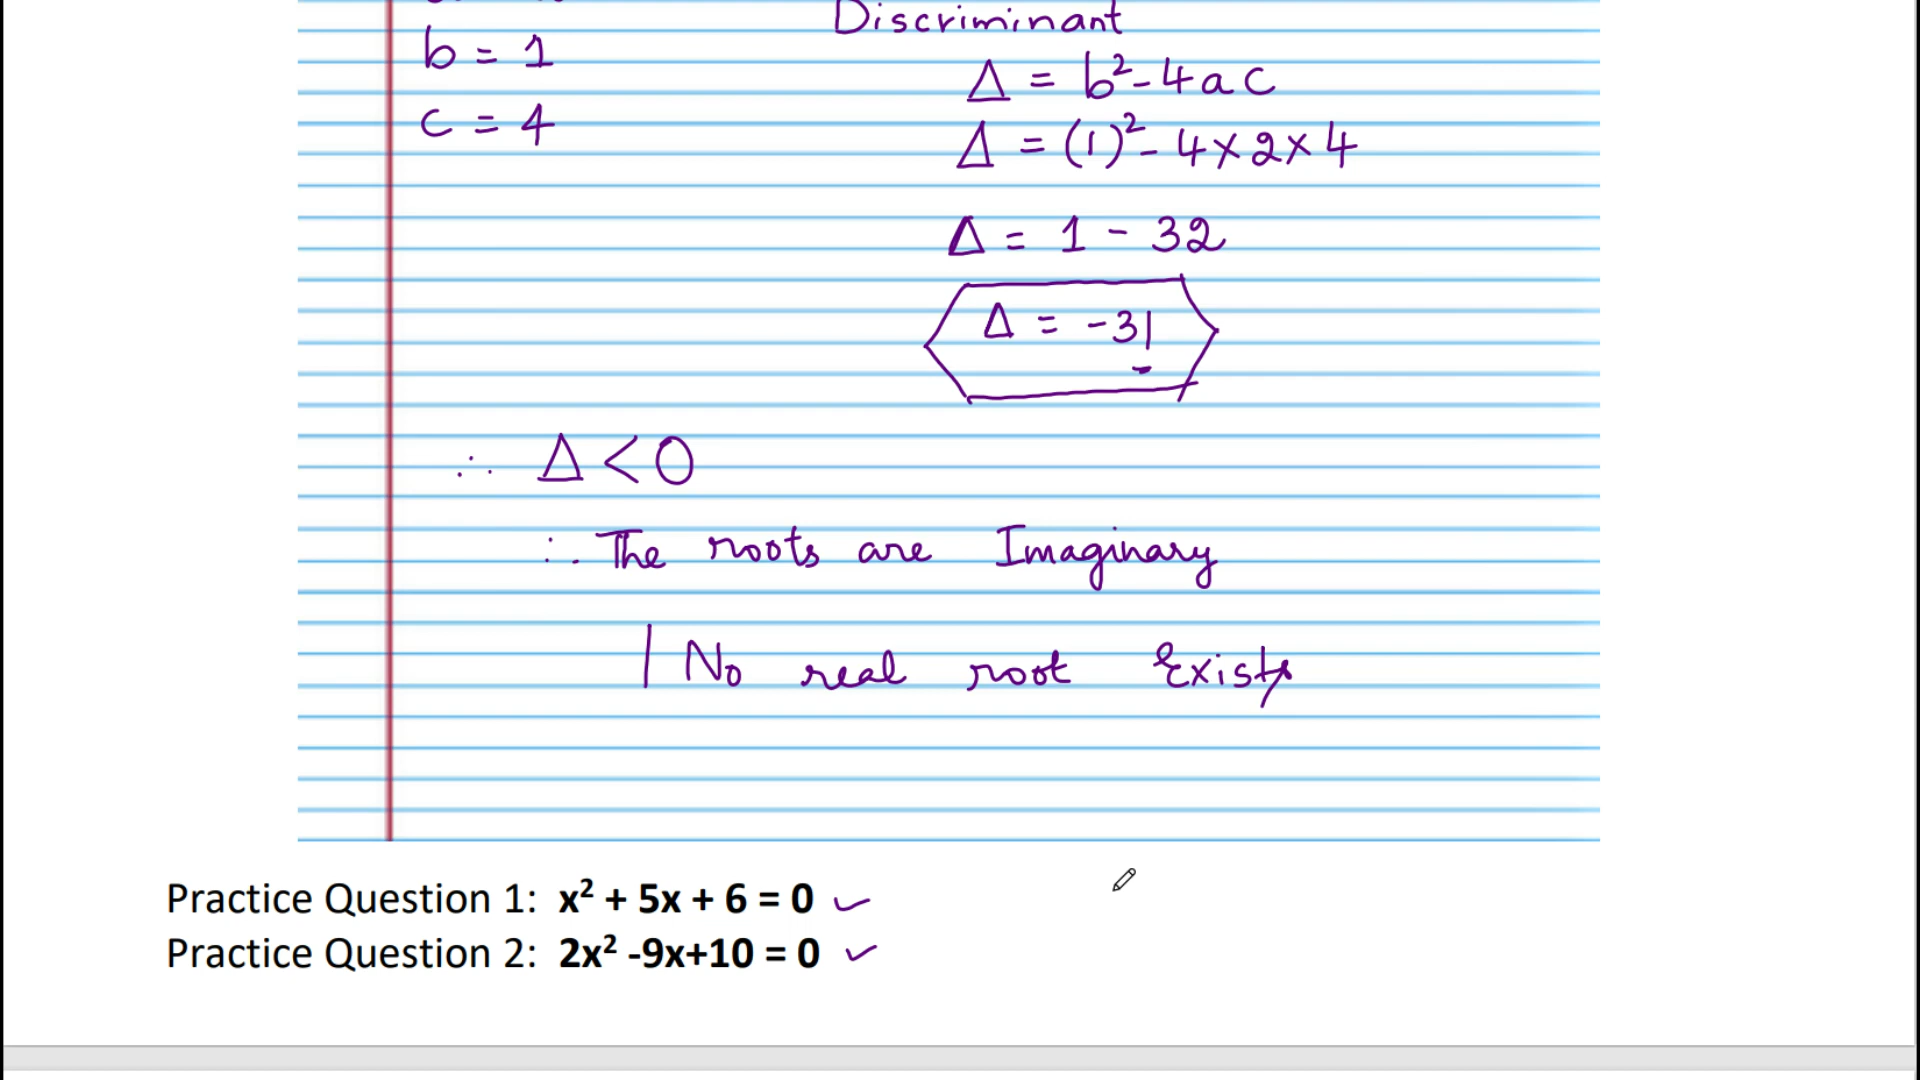 Discriminant
b = 1
Δ = b² - 4ac
c = 4
Δ = (1)² - 4×2×4
Δ = 1 - 32
Δ = -31
∴ Δ < 0
∴ The roots are Imaginary
| No real root Exists
Practice Question 1: x² + 5x + 6 = 0 ✓
Practice Question 2: 2x² -9x+10 = 0 ✓